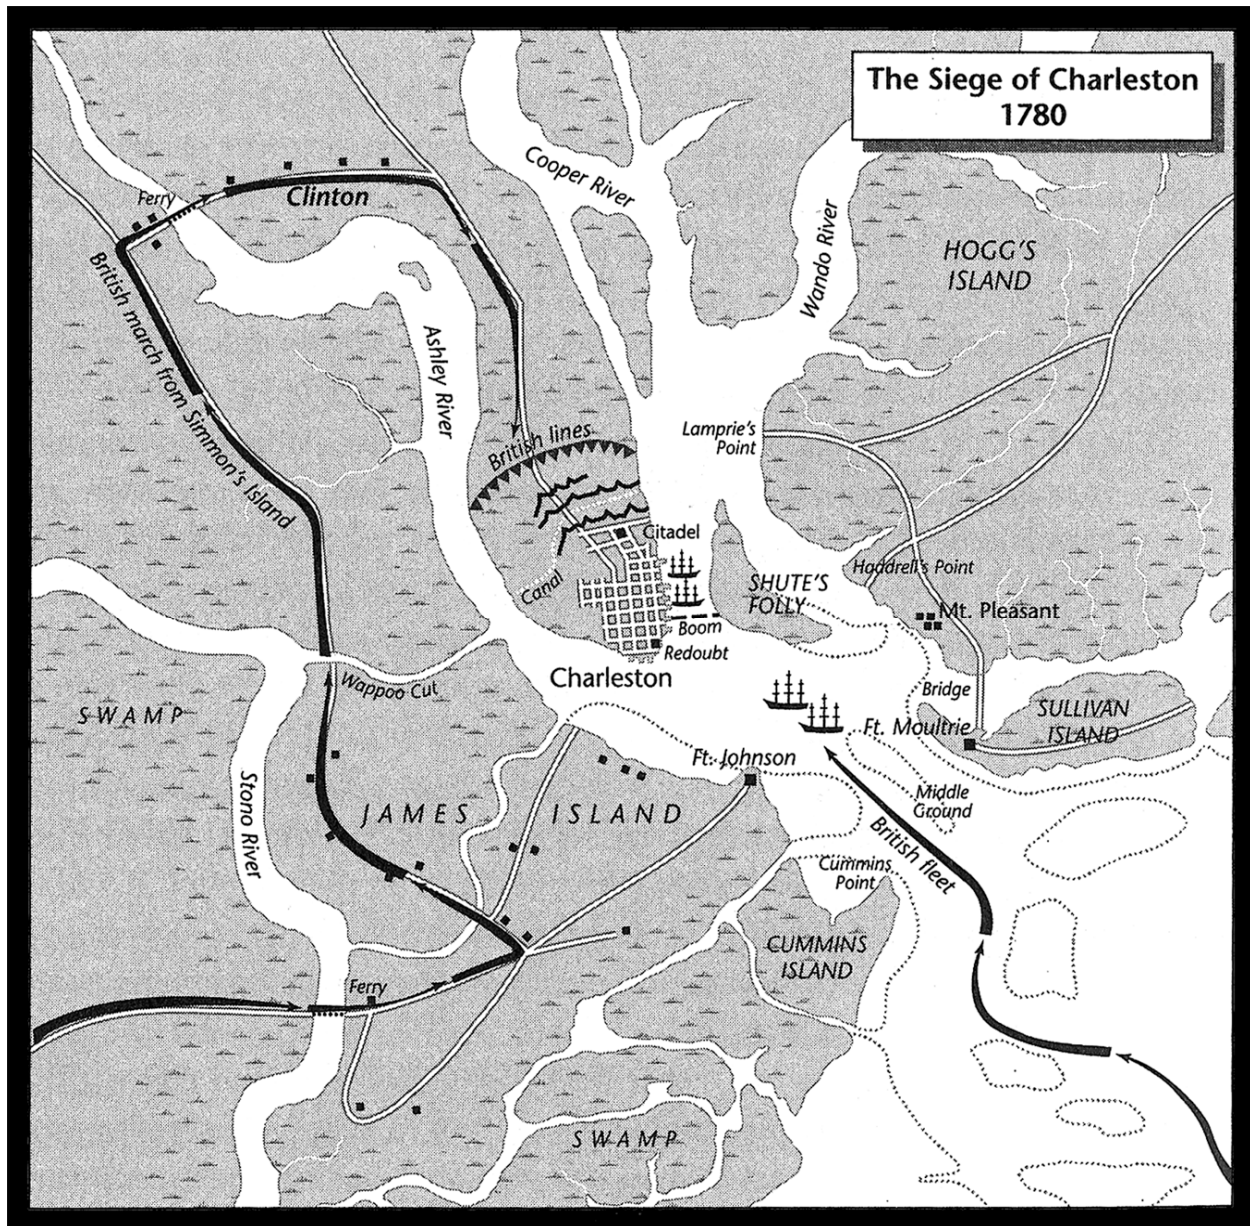 The Siege of Charleston
1780
Cooper River
Ferry
Clinton
Wando River
HOGG'S
ISLAND
British march from Simmon's Island
Ashley River
British lines
Lamprie's
Point
Citadel
Canal
SHUTE'S
FOLLY
Haddrell's Point
Mt. Pleasant
Boom
Redoubt
Charleston
Wappoo Cut
Bridge
SWAMP
SULLIVAN
ISLAND
Ft. Moultrie
Ft. Johnson
Stono River
JAMES ISLAND
Middle
Ground
British fleet
Cummins
Point
CUMMINS
ISLAND
Ferry
SWAMP